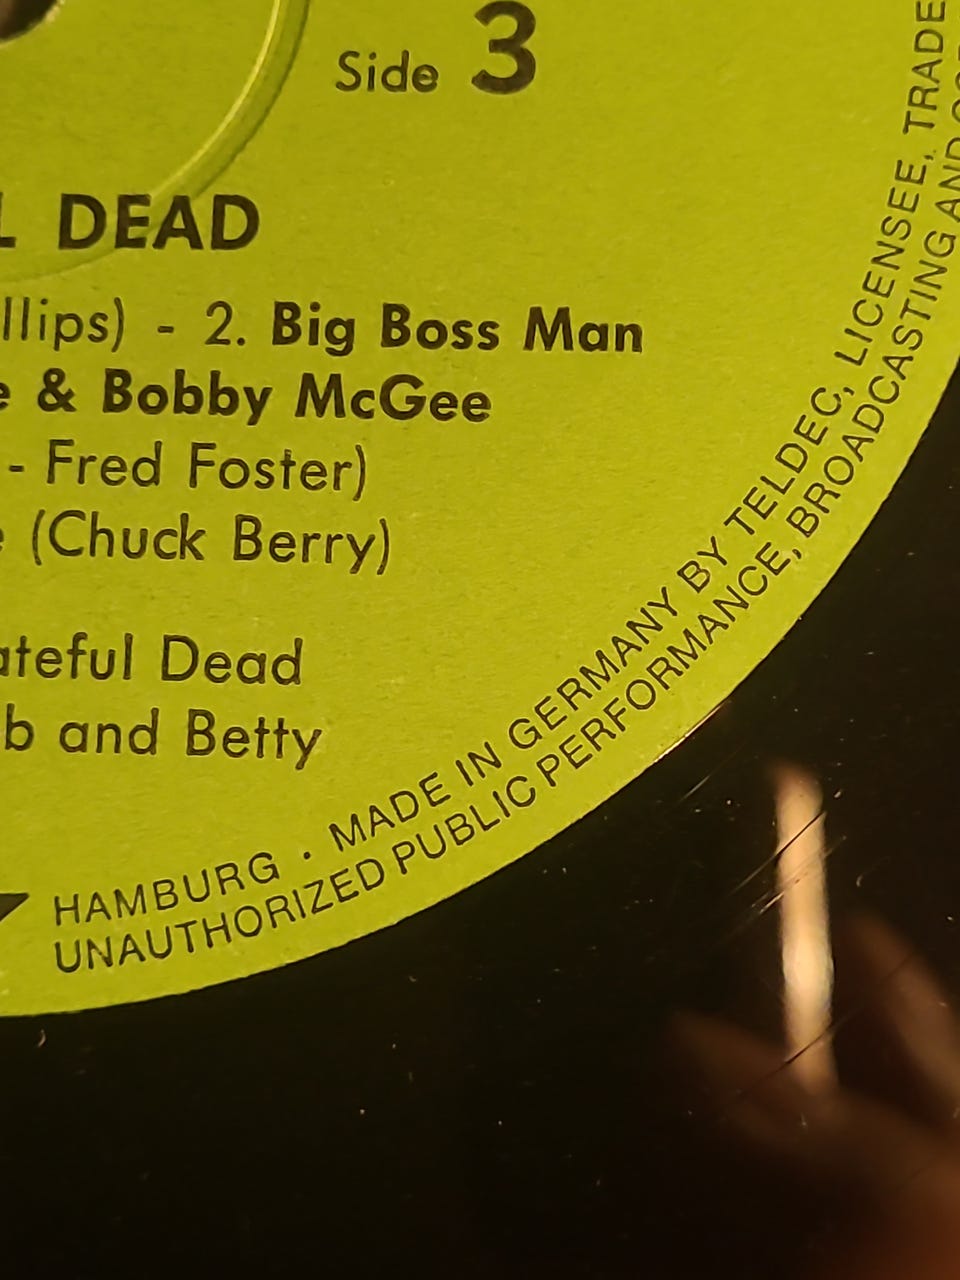 Side 3
DEAD
llips) - 2. Big Boss Man
& Bobby McGee
- Fred Foster)
(Chuck Berry)
ateful Dead
b and Betty
HAMBURG · MADE IN GERMANY BY TELDEC, LICENSEE, TRADE
UNAUTHORIZED PUBLIC PERFORMANCE, BROADCASTING AND